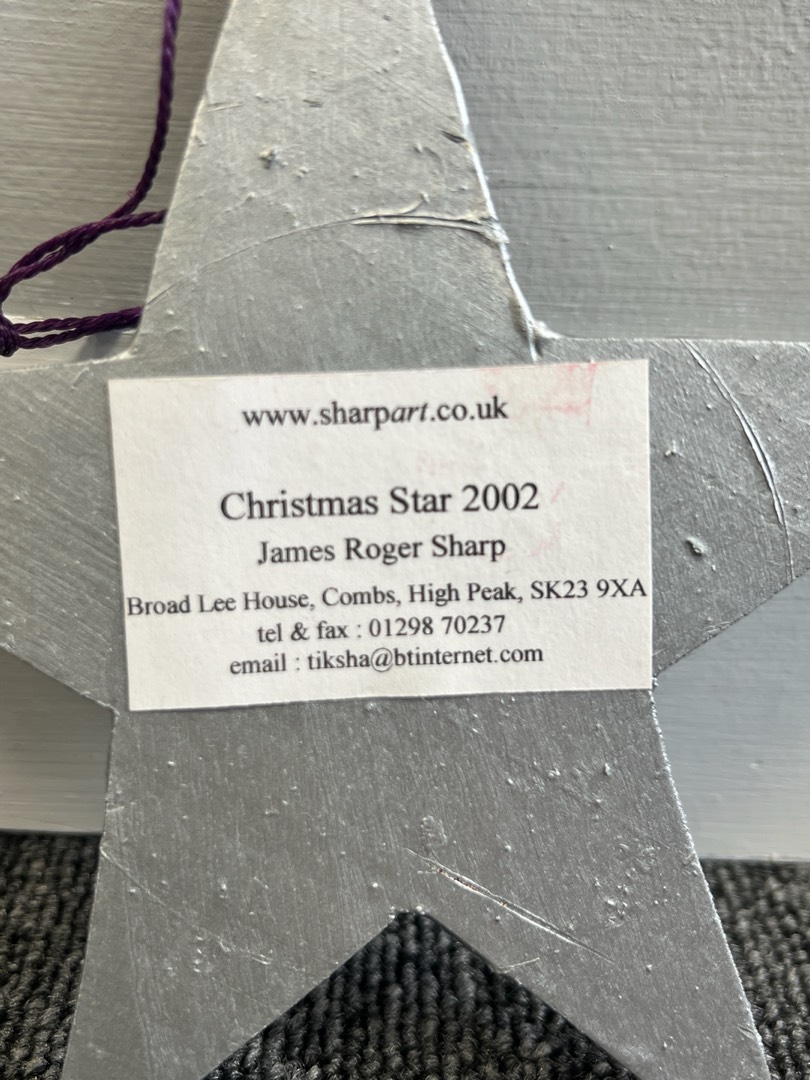 www.sharpart.co.uk
Christmas Star 2002
James Roger Sharp
Broad Lee House, Combs, High Peak, SK23 9XA
tel & fax : 01298 70237
email : tiksha@btinternet.com